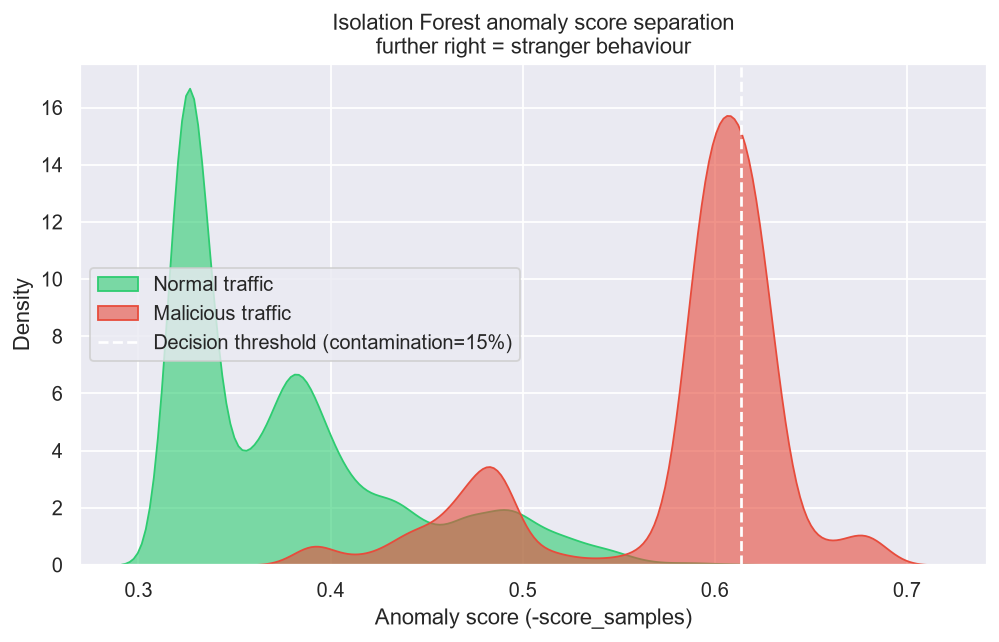 Isolation Forest anomaly score separation
further right = stranger behaviour
Density
16
14
12
10
8
6
4
2
0
Normal traffic
Malicious traffic
Decision threshold (contamination=15%)
0.3 0.4 0.5 0.6 0.7
Anomaly score (-score_samples)